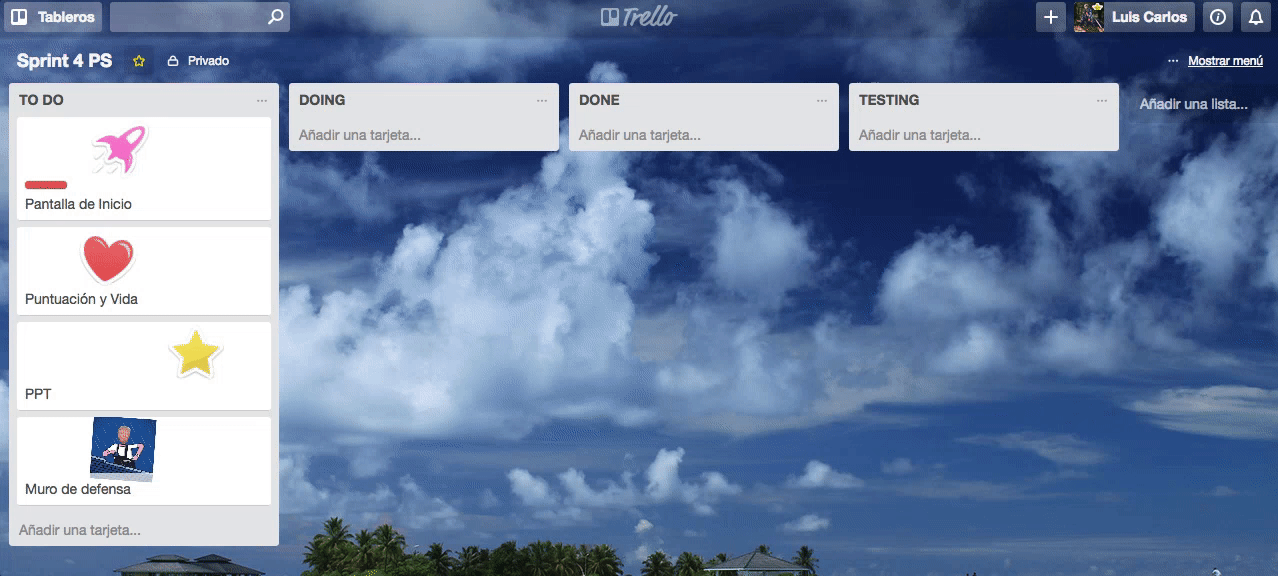 Tableros
Trello
Luis Carlos
Sprint 4 PS
Privado
... Mostrar menú
TO DO ...
Pantalla de Inicio
Puntuación y Vida
PPT
Muro de defensa
Añadir una tarjeta...
DOING ...
Añadir una tarjeta...
DONE ...
Añadir una tarjeta...
TESTING ...
Añadir una tarjeta...
Añadir una lista...